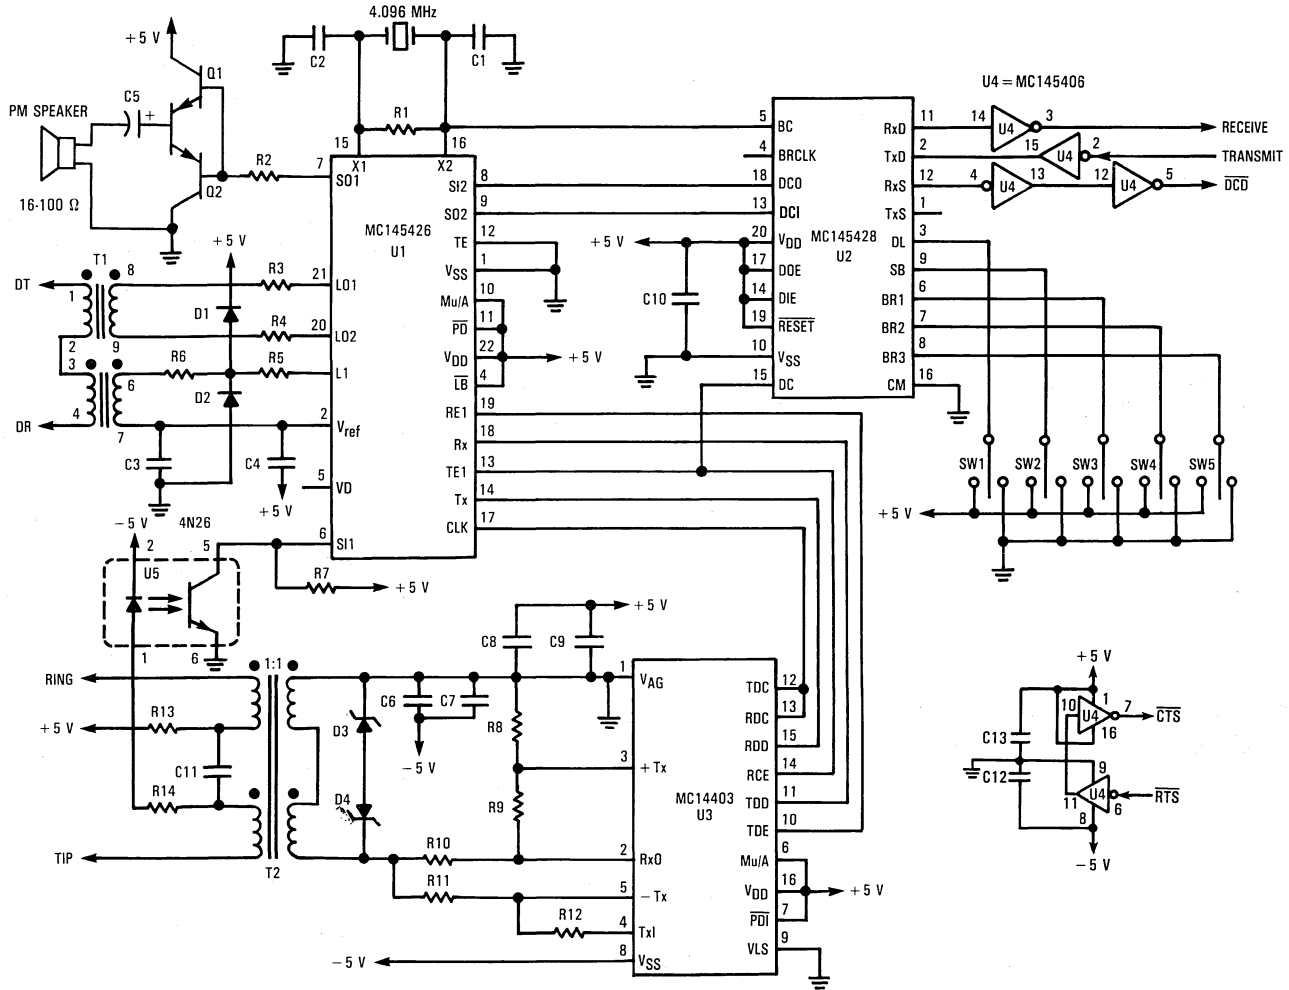 4.096 MHz
+5 V
Q1
C2
C1
U4 = MC145406
C5
+
PM SPEAKER
R1
15
16
X1
X2
5
BC
RxD
11
14
U4
3
RECEIVE
4
BRCLK
TxD
2
15
U4
2
TRANSMIT
R2
7
SO1
Q2
16-100 Ω
SI2
8
18
DCO
RxS
12
4
U4
13
12
U4
5
DCD
SO2
9
13
DCI
TxS
1
MC145426
U1
MC145428
U2
TE
12
+5 V
20
VDD
DL
3
VSS
1
17
DOE
SB
9
Mu/A
10
C10
14
DIE
BR1
6
PD
11
19
RESET
BR2
7
VDD
22
+5 V
10
VSS
BR3
8
LB
4
15
DC
CM
16
+5 V
T1
8
R3
21
LO1
DT
1
D1
R4
20
LO2
2
9
3
R6
R5
L1
6
D2
4
DR
7
2
Vref
C3
C4
+5 V
5
VD
RE1
19
Rx
18
TE1
13
Tx
14
CLK
17
SW1
SW2
SW3
SW4
SW5
+5 V
−5 V
2
4N26
5
6
SI1
U5
R7
+5 V
1
6
RING
1:1
+5 V
R13
C11
R14
TIP
T2
D3
D4
C6
C7
−5 V
C8
C9
+5 V
1
VAG
R8
3
+Tx
R9
R10
2
RxO
R11
5
−Tx
R12
4
TxI
−5 V
8
VSS
MC14403
U3
TDC
12
RDC
13
RDD
15
RCE
14
TDD
11
TDE
10
Mu/A
6
VDD
16
+5 V
PDI
7
VLS
9
+5 V
1
10
U4
7
CTS
16
C13
C12
9
11
U4
6
RTS
8
−5 V